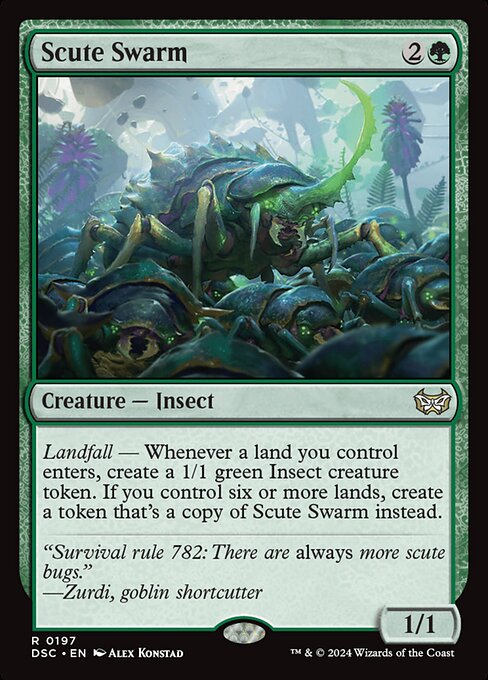 Scute Swarm 2
Creature — Insect
Landfall — Whenever a land you control
enters, create a 1/1 green Insect creature
token. If you control six or more lands, create
a token that's a copy of Scute Swarm instead.
“Survival rule 782: There are always more scute
bugs.”
—Zurdi, goblin shortcutter
1/1
R 0197
DSC • EN Alex Konstad
™ & © 2024 Wizards of the Coast